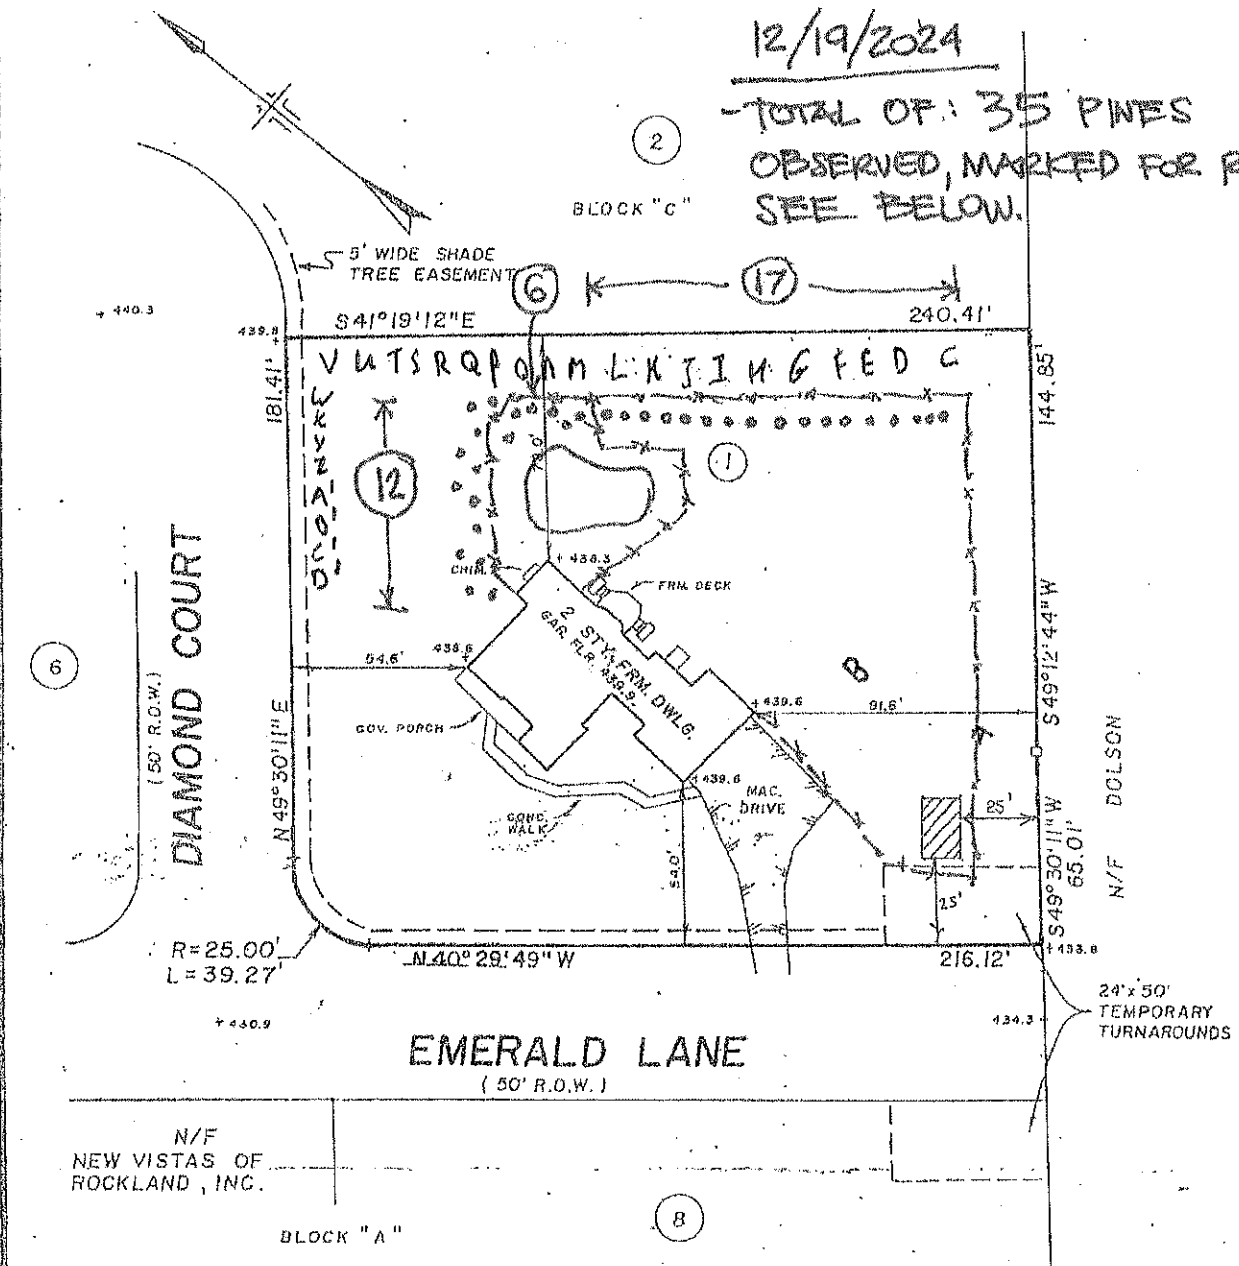 12/19/2024
-TOTAL OF: 35 PINES
OBSERVED, MARKED FOR R
SEE BELOW.
2
BLOCK "C"
5' WIDE SHADE
TREE EASEMENT
6
17
440.3
439.8
S41°19'12"E
240.41'
V U T S R Q P O N M L K J I H G F E D C
181.41'
144.85'
12
1
438.3
CHIM.
FRM. DECK
2 STY. FRM. DWLG.
GAR. FLR. 439.9
DIAMOND COURT
(50' R.O.W.)
6
54.6'
438.6
B
439.6
91.6'
S49°12'44"W
COV. PORCH
N49°30'11"E
439.6
MAC.
DRIVE
CONC.
WALK
54.0'
25'
25'
N/F DOLSON
S49°30'11"W
65.01'
R=25.00'
L=39.27'
N 40°29'49"W
216.12'
433.8
24'x50'
TEMPORARY
TURNAROUNDS
430.9
434.3
EMERALD LANE
(50' R.O.W.)
N/F
NEW VISTAS OF
ROCKLAND, INC.
BLOCK "A"
8